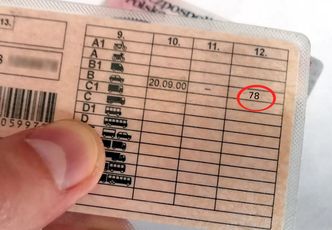 13.
9. 10. 11. 12.
A1
A
B1
B 20.09.00 – 78
C1
C
D1
D